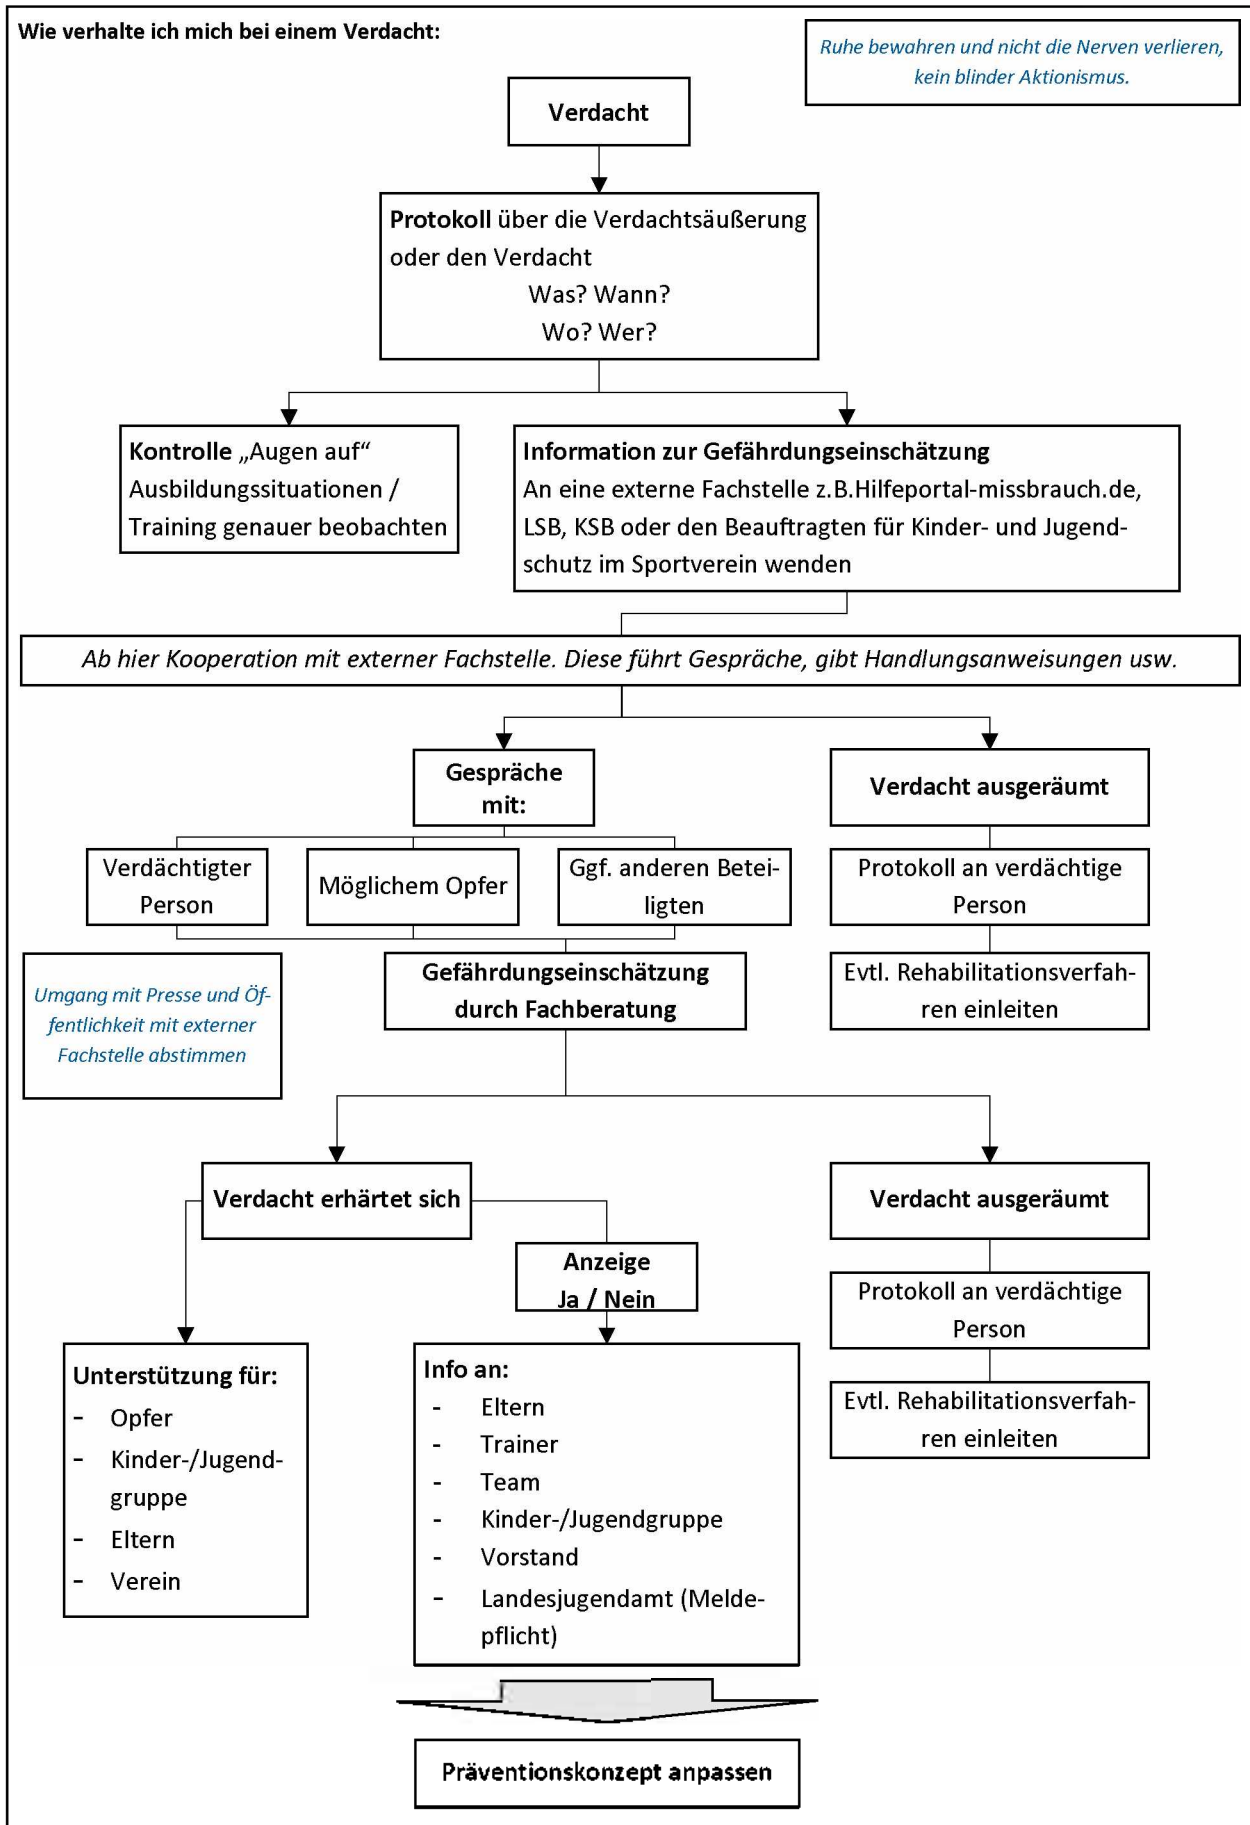 Wie verhalte ich mich bei einem Verdacht:
Ruhe bewahren und nicht die Nerven verlieren,
kein blinder Aktionismus.
Verdacht
Protokoll über die Verdachtsäußerung
oder den Verdacht
Was? Wann?
Wo? Wer?
Kontrolle „Augen auf“
Ausbildungssituationen /
Training genauer beobachten
Information zur Gefährdungseinschätzung
An eine externe Fachstelle z.B.Hilfeportal-missbrauch.de,
LSB, KSB oder den Beauftragten für Kinder- und Jugend-
schutz im Sportverein wenden
Ab hier Kooperation mit externer Fachstelle. Diese führt Gespräche, gibt Handlungsanweisungen usw.
Gespräche
mit:
Verdacht ausgeräumt
Verdächtigter
Person
Möglichem Opfer
Ggf. anderen Betei-
ligten
Protokoll an verdächtige
Person
Umgang mit Presse und Öf-
fentlichkeit mit externer
Fachstelle abstimmen
Gefährdungseinschätzung
durch Fachberatung
Evtl. Rehabilitationsverfah-
ren einleiten
Verdacht erhärtet sich
Verdacht ausgeräumt
Anzeige
Ja / Nein
Protokoll an verdächtige
Person
Unterstützung für:
- Opfer
- Kinder-/Jugend-
gruppe
- Eltern
- Verein
Info an:
- Eltern
- Trainer
- Team
- Kinder-/Jugendgruppe
- Vorstand
- Landesjugendamt (Melde-
pflicht)
Evtl. Rehabilitationsverfah-
ren einleiten
Präventionskonzept anpassen